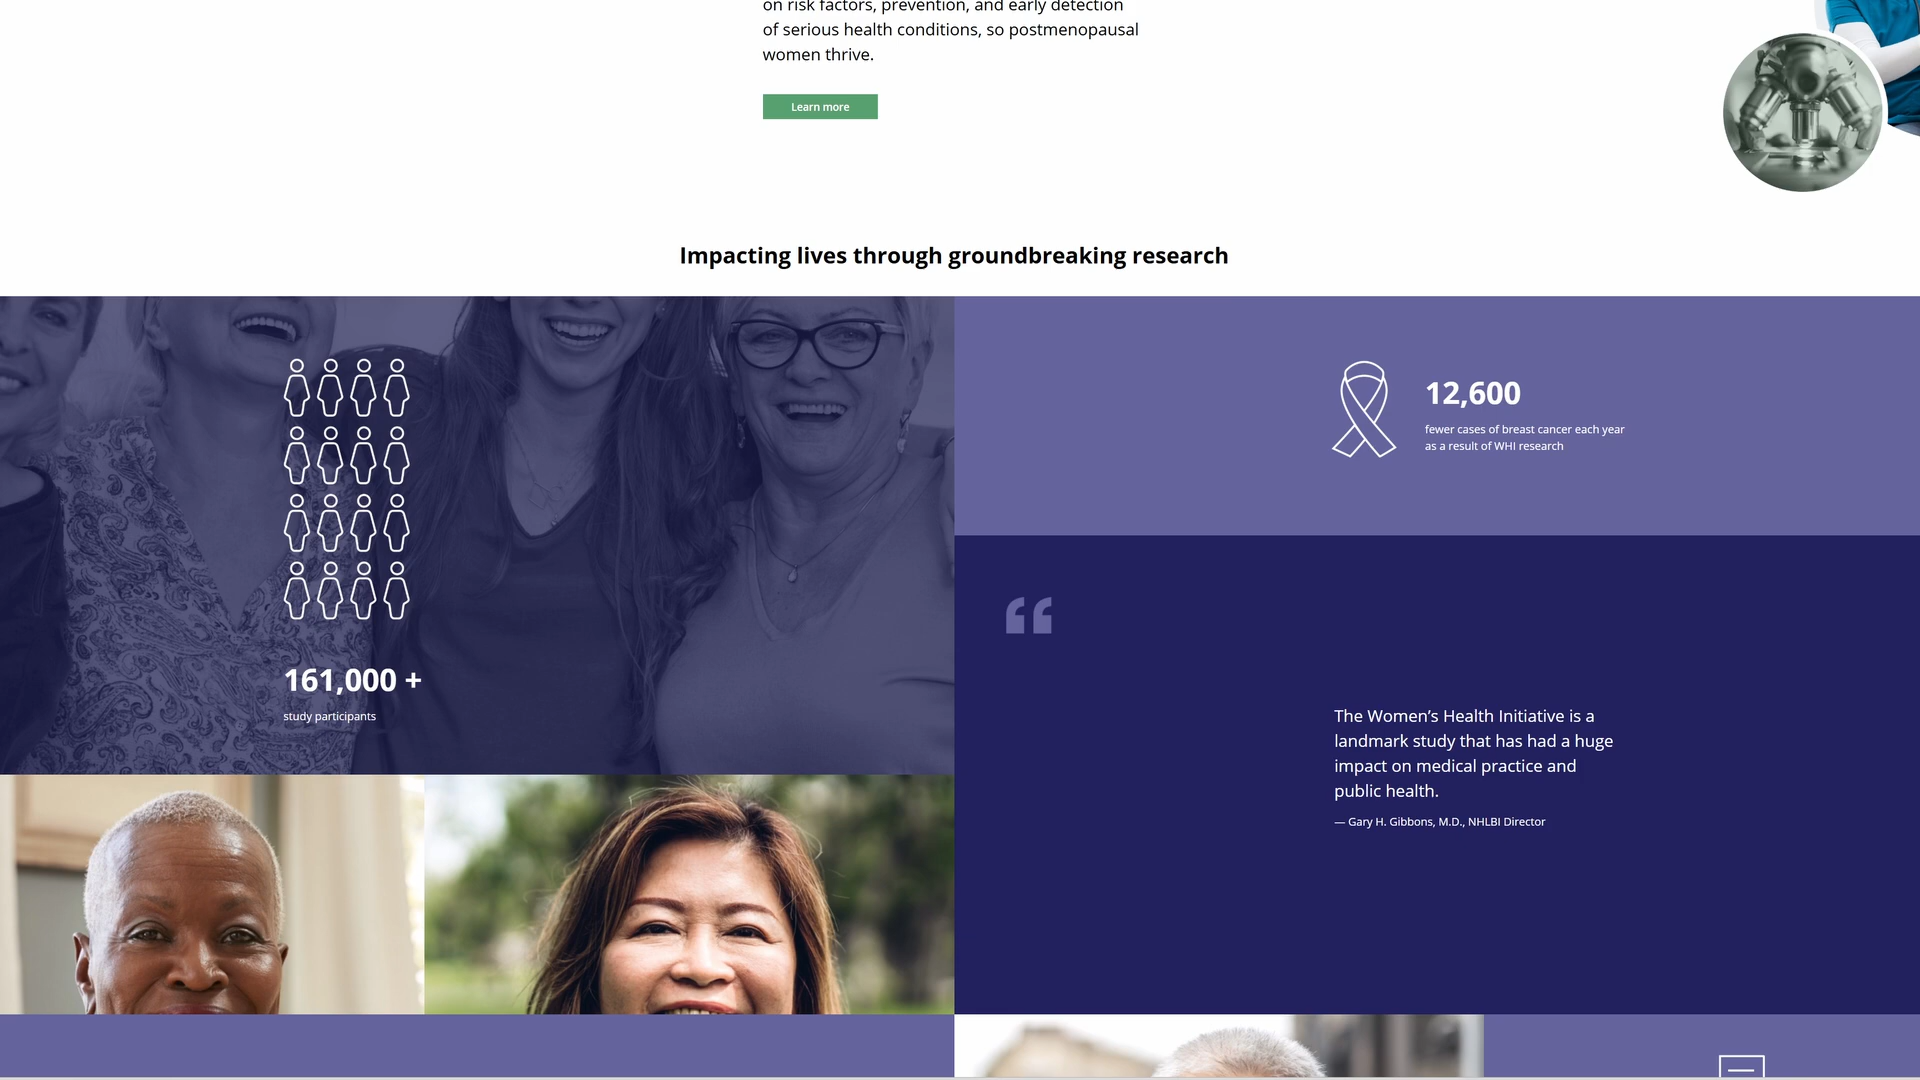 on risk factors, prevention, and early detection
of serious health conditions, so postmenopausal
women thrive.
Learn more
Impacting lives through groundbreaking research
161,000 +
study participants
12,600
fewer cases of breast cancer each year
as a result of WHI research
“
The Women’s Health Initiative is a
landmark study that has had a huge
impact on medical practice and
public health.
— Gary H. Gibbons, M.D., NHLBI Director